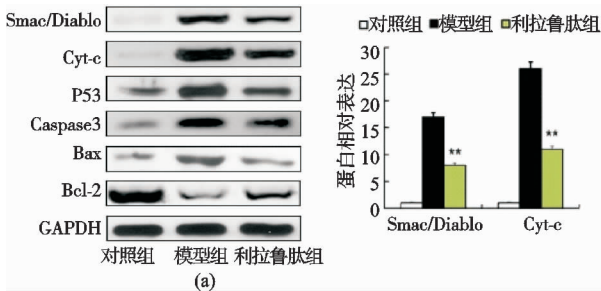 Smac/Diablo
Cyt-c
P53
Caspase3
Bax
Bcl-2
GAPDH
对照组 模型组 利拉鲁肽组
(a)
对照组 模型组 利拉鲁肽组
蛋白相对表达
30
25
20
15
10
5
0
**
**
Smac/Diablo Cyt-c